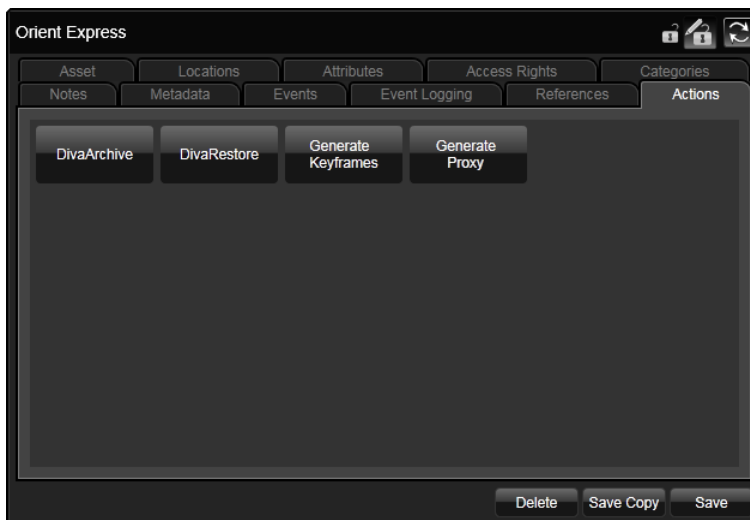 Orient Express
Asset Locations Attributes Access Rights Categories
Notes Metadata Events Event Logging References Actions
DivaArchive DivaRestore Generate Keyframes Generate Proxy
Delete Save Copy Save